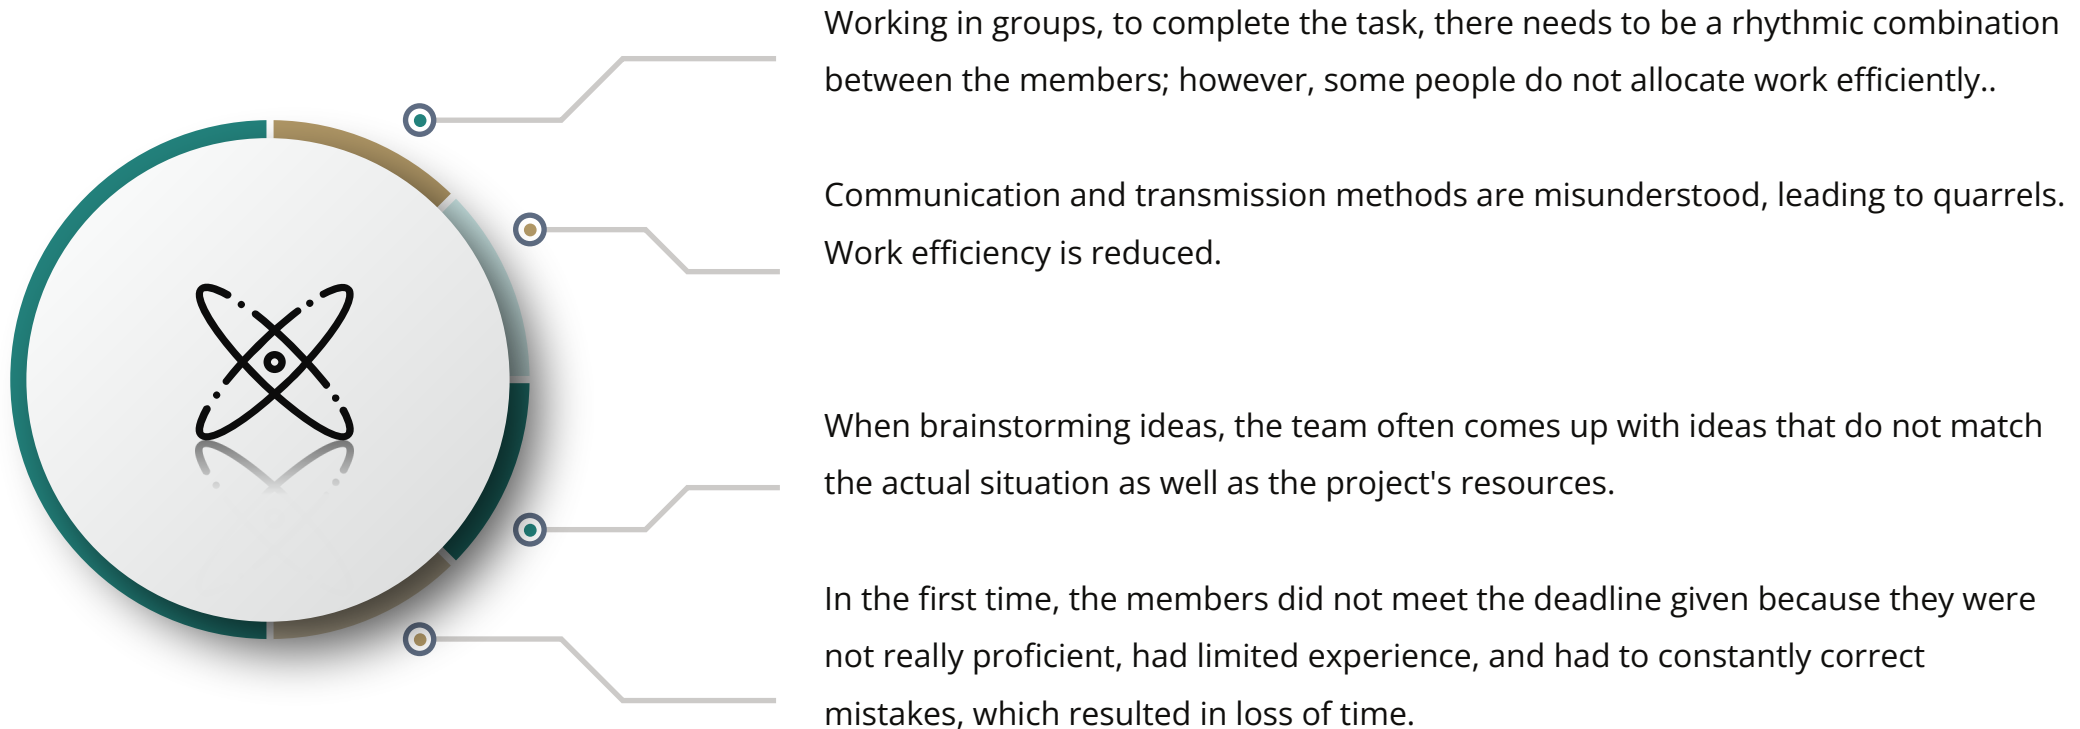 Working in groups, to complete the task, there needs to be a rhythmic combination
between the members; however, some people do not allocate work efficiently..
Communication and transmission methods are misunderstood, leading to quarrels.
Work efficiency is reduced.
When brainstorming ideas, the team often comes up with ideas that do not match
the actual situation as well as the project's resources.
In the first time, the members did not meet the deadline given because they were
not really proficient, had limited experience, and had to constantly correct
mistakes, which resulted in loss of time.